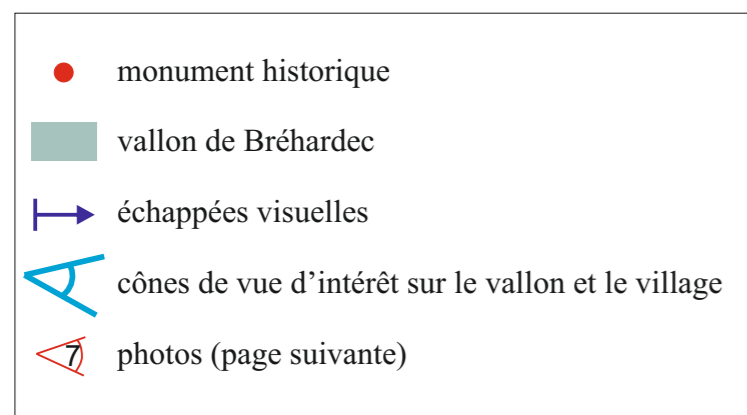 monument historique
vallon de Bréhardec
échappées visuelles
cônes de vue d’intérêt sur le vallon et le village
7 photos (page suivante)